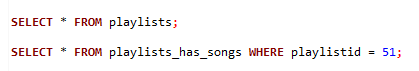 SELECT * FROM playlists;
SELECT * FROM playlists_has_songs WHERE playlistid = 51;